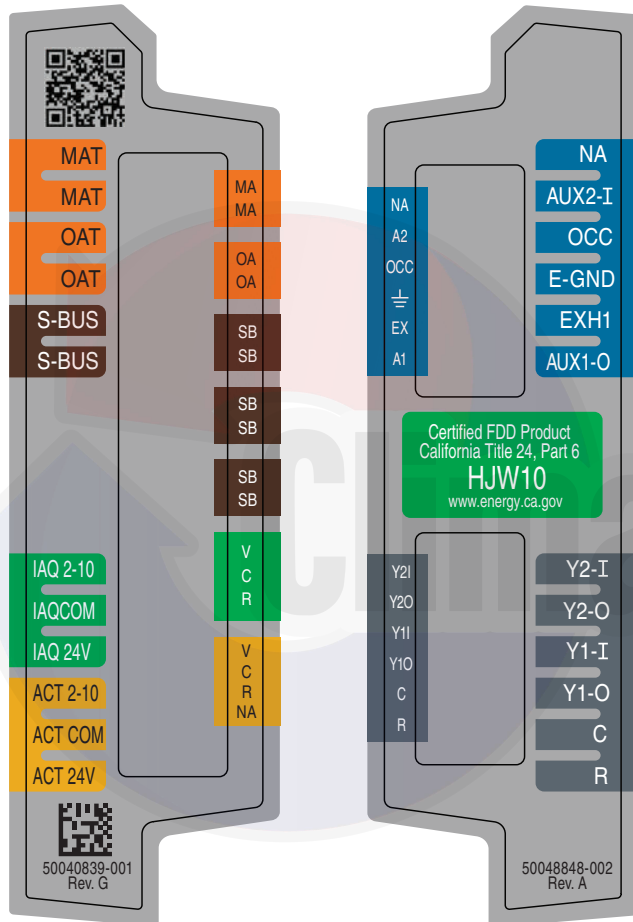 MAT
MAT
OAT
OAT
S-BUS
S-BUS
IAQ 2-10
IAQCOM
IAQ 24V
ACT 2-10
ACT COM
ACT 24V
50040839-001
Rev. G
MA
MA
OA
OA
SB
SB
SB
SB
SB
SB
V
C
R
V
C
R
NA
NA
A2
OCC
EX
A1
NA
AUX2-I
OCC
E-GND
EXH1
AUX1-O
Certified FDD Product
California Title 24, Part 6
HJW10
www.energy.ca.gov
Y2I
Y2O
Y1I
Y1O
C
R
Y2-I
Y2-O
Y1-I
Y1-O
C
R
50048848-002
Rev. A
Clima